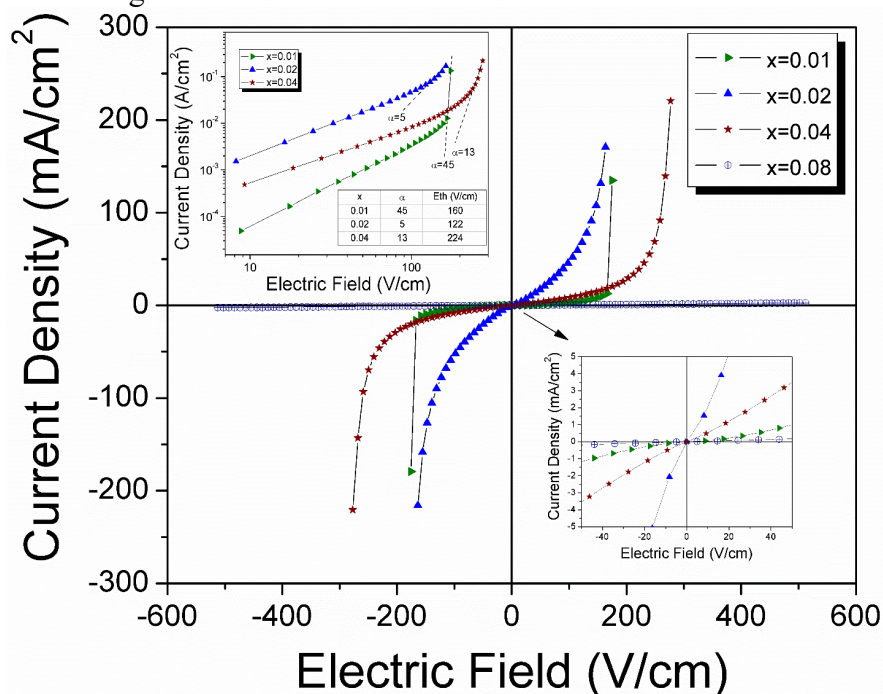 Current Density (mA/cm²)
300
200
100
0
-100
-200
-300
-600
-400
-200
0
200
400
600
Electric Field (V/cm)
x=0.01
x=0.02
x=0.04
x=0.08
Current Density (A/cm²)
10⁻¹
10⁻²
10⁻³
10⁻⁴
x=0.01
x=0.02
x=0.04
α=5
α=13
α=45
x α Eth (V/cm)
0.01 45 160
0.02 5 122
0.04 13 224
10
100
Electric Field (V/cm)
Current Density (mA/cm²)
5
4
3
2
1
0
-1
-2
-3
-4
-5
-40
-20
0
20
40
Electric Field (V/cm)